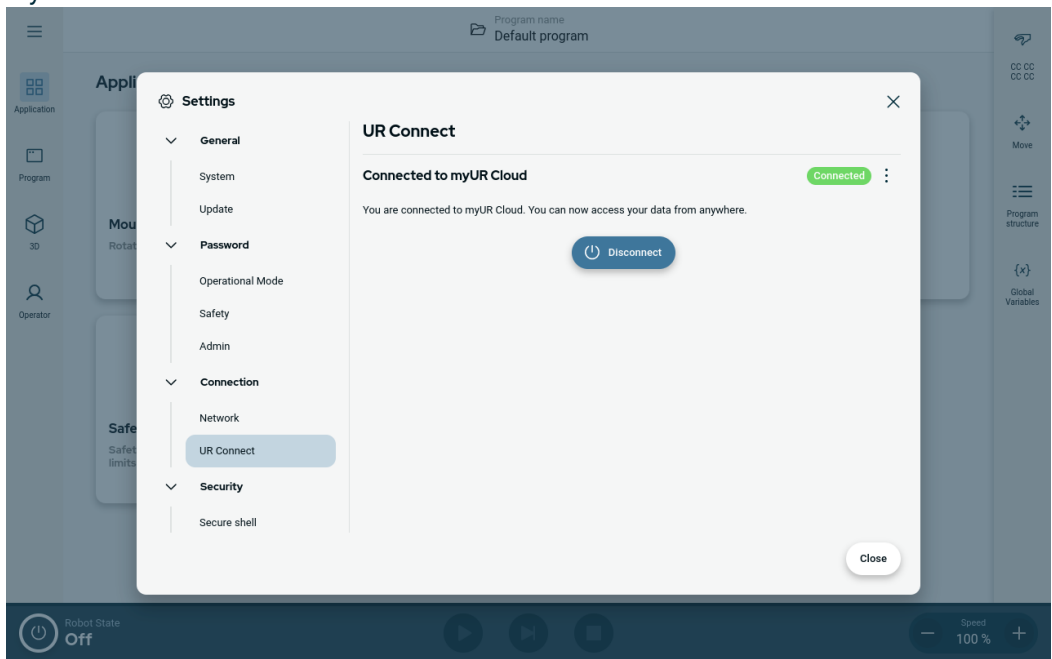 Program name
Default program
Application
Program
3D
Operator
Appli
Mou
Rotat
Safe
Safet
limits
Settings
General
System
Update
Password
Operational Mode
Safety
Admin
Connection
Network
UR Connect
Security
Secure shell
UR Connect
Connected to myUR Cloud
Connected
You are connected to myUR Cloud. You can now access your data from anywhere.
Disconnect
Close
CC CC
CC CC
Move
Program
structure
{x}
Global
Variables
Robot State
Off
Speed
100 %